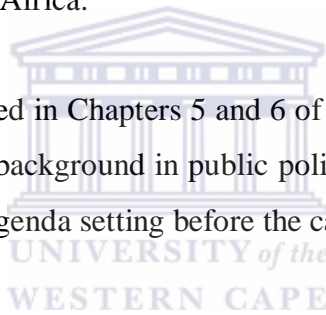 Africa.
ed in Chapters 5 and 6 of
background in public poli
genda setting before the ca
UNIVERSITY of the
WESTERN CAPE